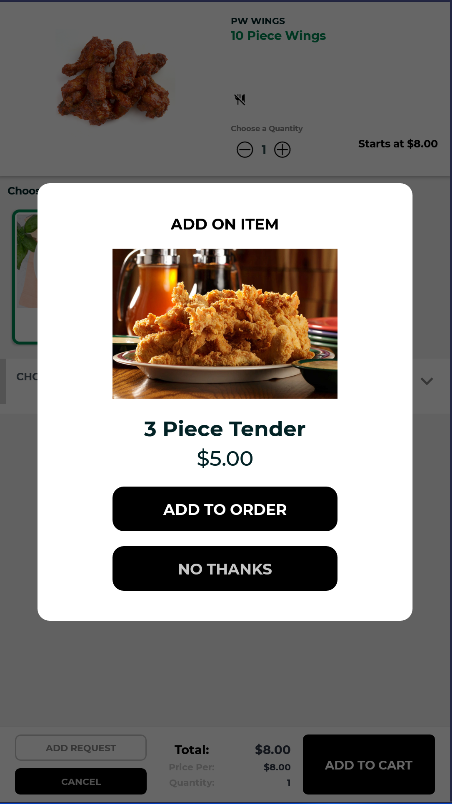 PW WINGS
10 Piece Wings
Choose a Quantity
1
Starts at $8.00
Choo
ADD ON ITEM
CHO
3 Piece Tender
$5.00
ADD TO ORDER
NO THANKS
ADD REQUEST
Total: $8.00
Price Per: $8.00
Quantity: 1
CANCEL
ADD TO CART